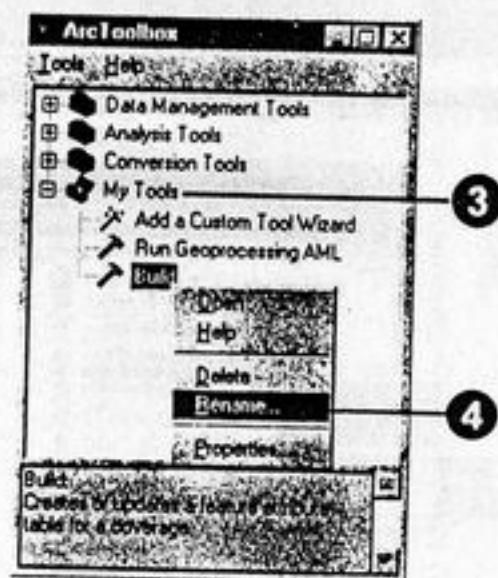 ArcToolbox
Tools Help
Data Management Tools
Analysis Tools
Conversion Tools
My Tools
3
Add a Custom Tool Wizard
Run Geoprocessing AML
Build
Open
Help
Delete
Rename...
4
Properties...
Build:
Creates or updates a feature attribute
table for a coverage.